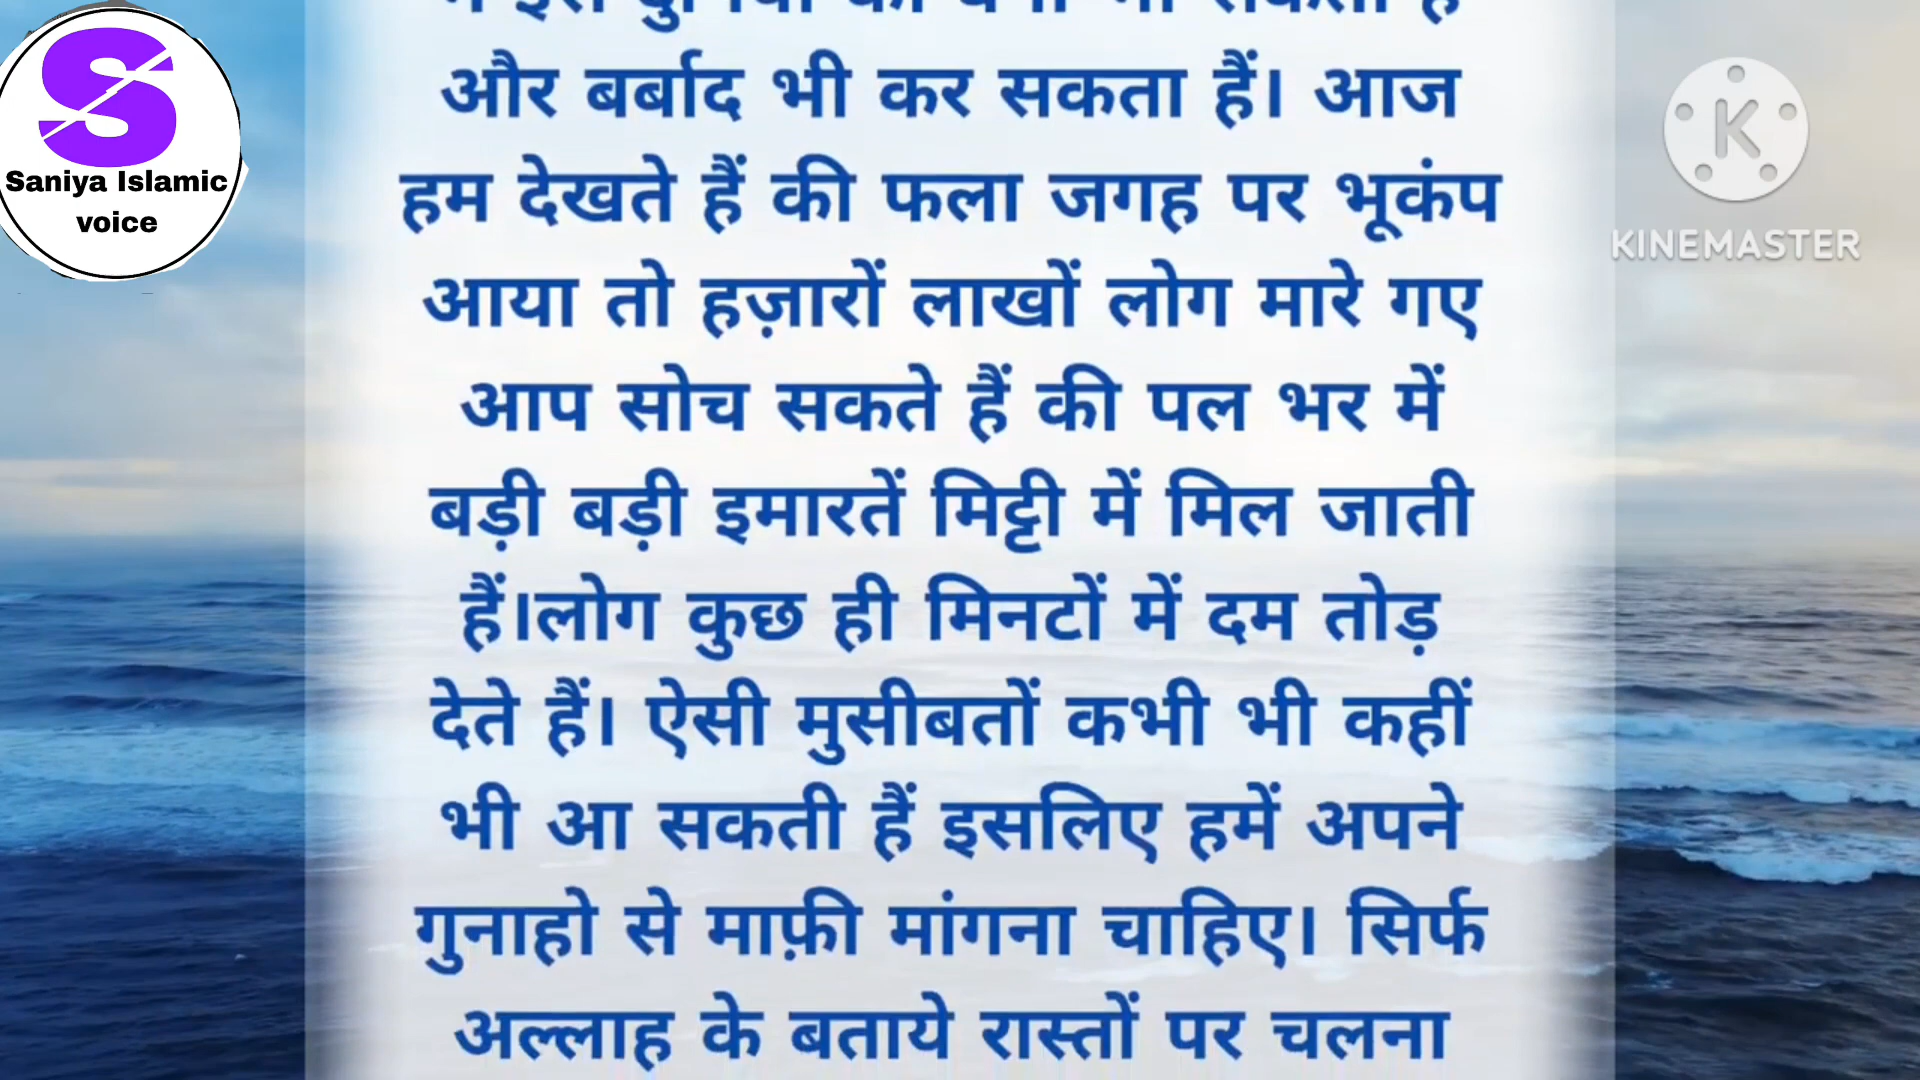 और बर्बाद भी कर सकता हैं। आज
हम देखते हैं की फला जगह पर भूकंप
आया तो हज़ारों लाखों लोग मारे गए
आप सोच सकते हैं की पल भर में
बड़ी बड़ी इमारतें मिट्टी में मिल जाती
हैं।लोग कुछ ही मिनटों में दम तोड़
देते हैं। ऐसी मुसीबतों कभी भी कहीं
भी आ सकती हैं इसलिए हमें अपने
गुनाहो से माफ़ी मांगना चाहिए। सिर्फ
अल्लाह के बताये रास्तों पर चलना
S
Saniya Islamic
voice
K
KINEMASTER